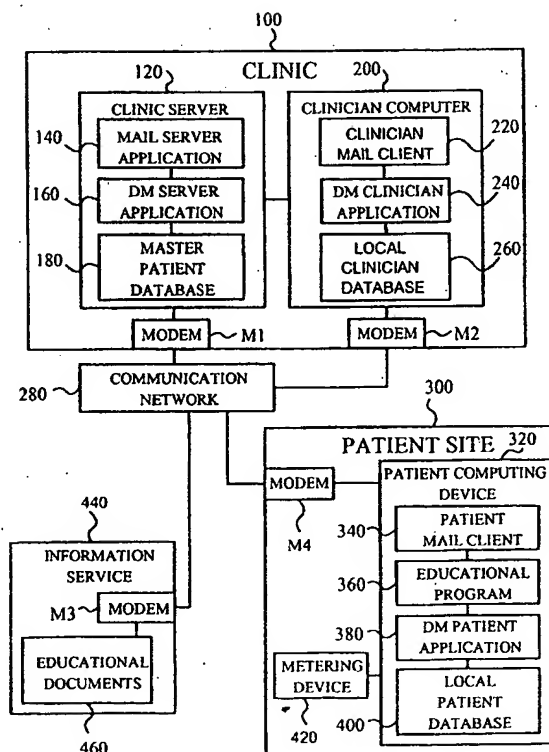 100
CLINIC
120
200
CLINIC SERVER
CLINICIAN COMPUTER
140
MAIL SERVER
APPLICATION
CLINICIAN
MAIL CLIENT
220
160
DM SERVER
APPLICATION
DM CLINICIAN
APPLICATION
240
180
MASTER
PATIENT
DATABASE
LOCAL
CLINICIAN
DATABASE
260
MODEM
M1
MODEM
M2
280
COMMUNICATION
NETWORK
300
PATIENT SITE
320
MODEM
M4
PATIENT COMPUTING
DEVICE
340
PATIENT
MAIL CLIENT
360
EDUCATIONAL
PROGRAM
380
DM PATIENT
APPLICATION
400
LOCAL
PATIENT
DATABASE
METERING
DEVICE
420
440
INFORMATION
SERVICE
M3
MODEM
EDUCATIONAL
DOCUMENTS
460